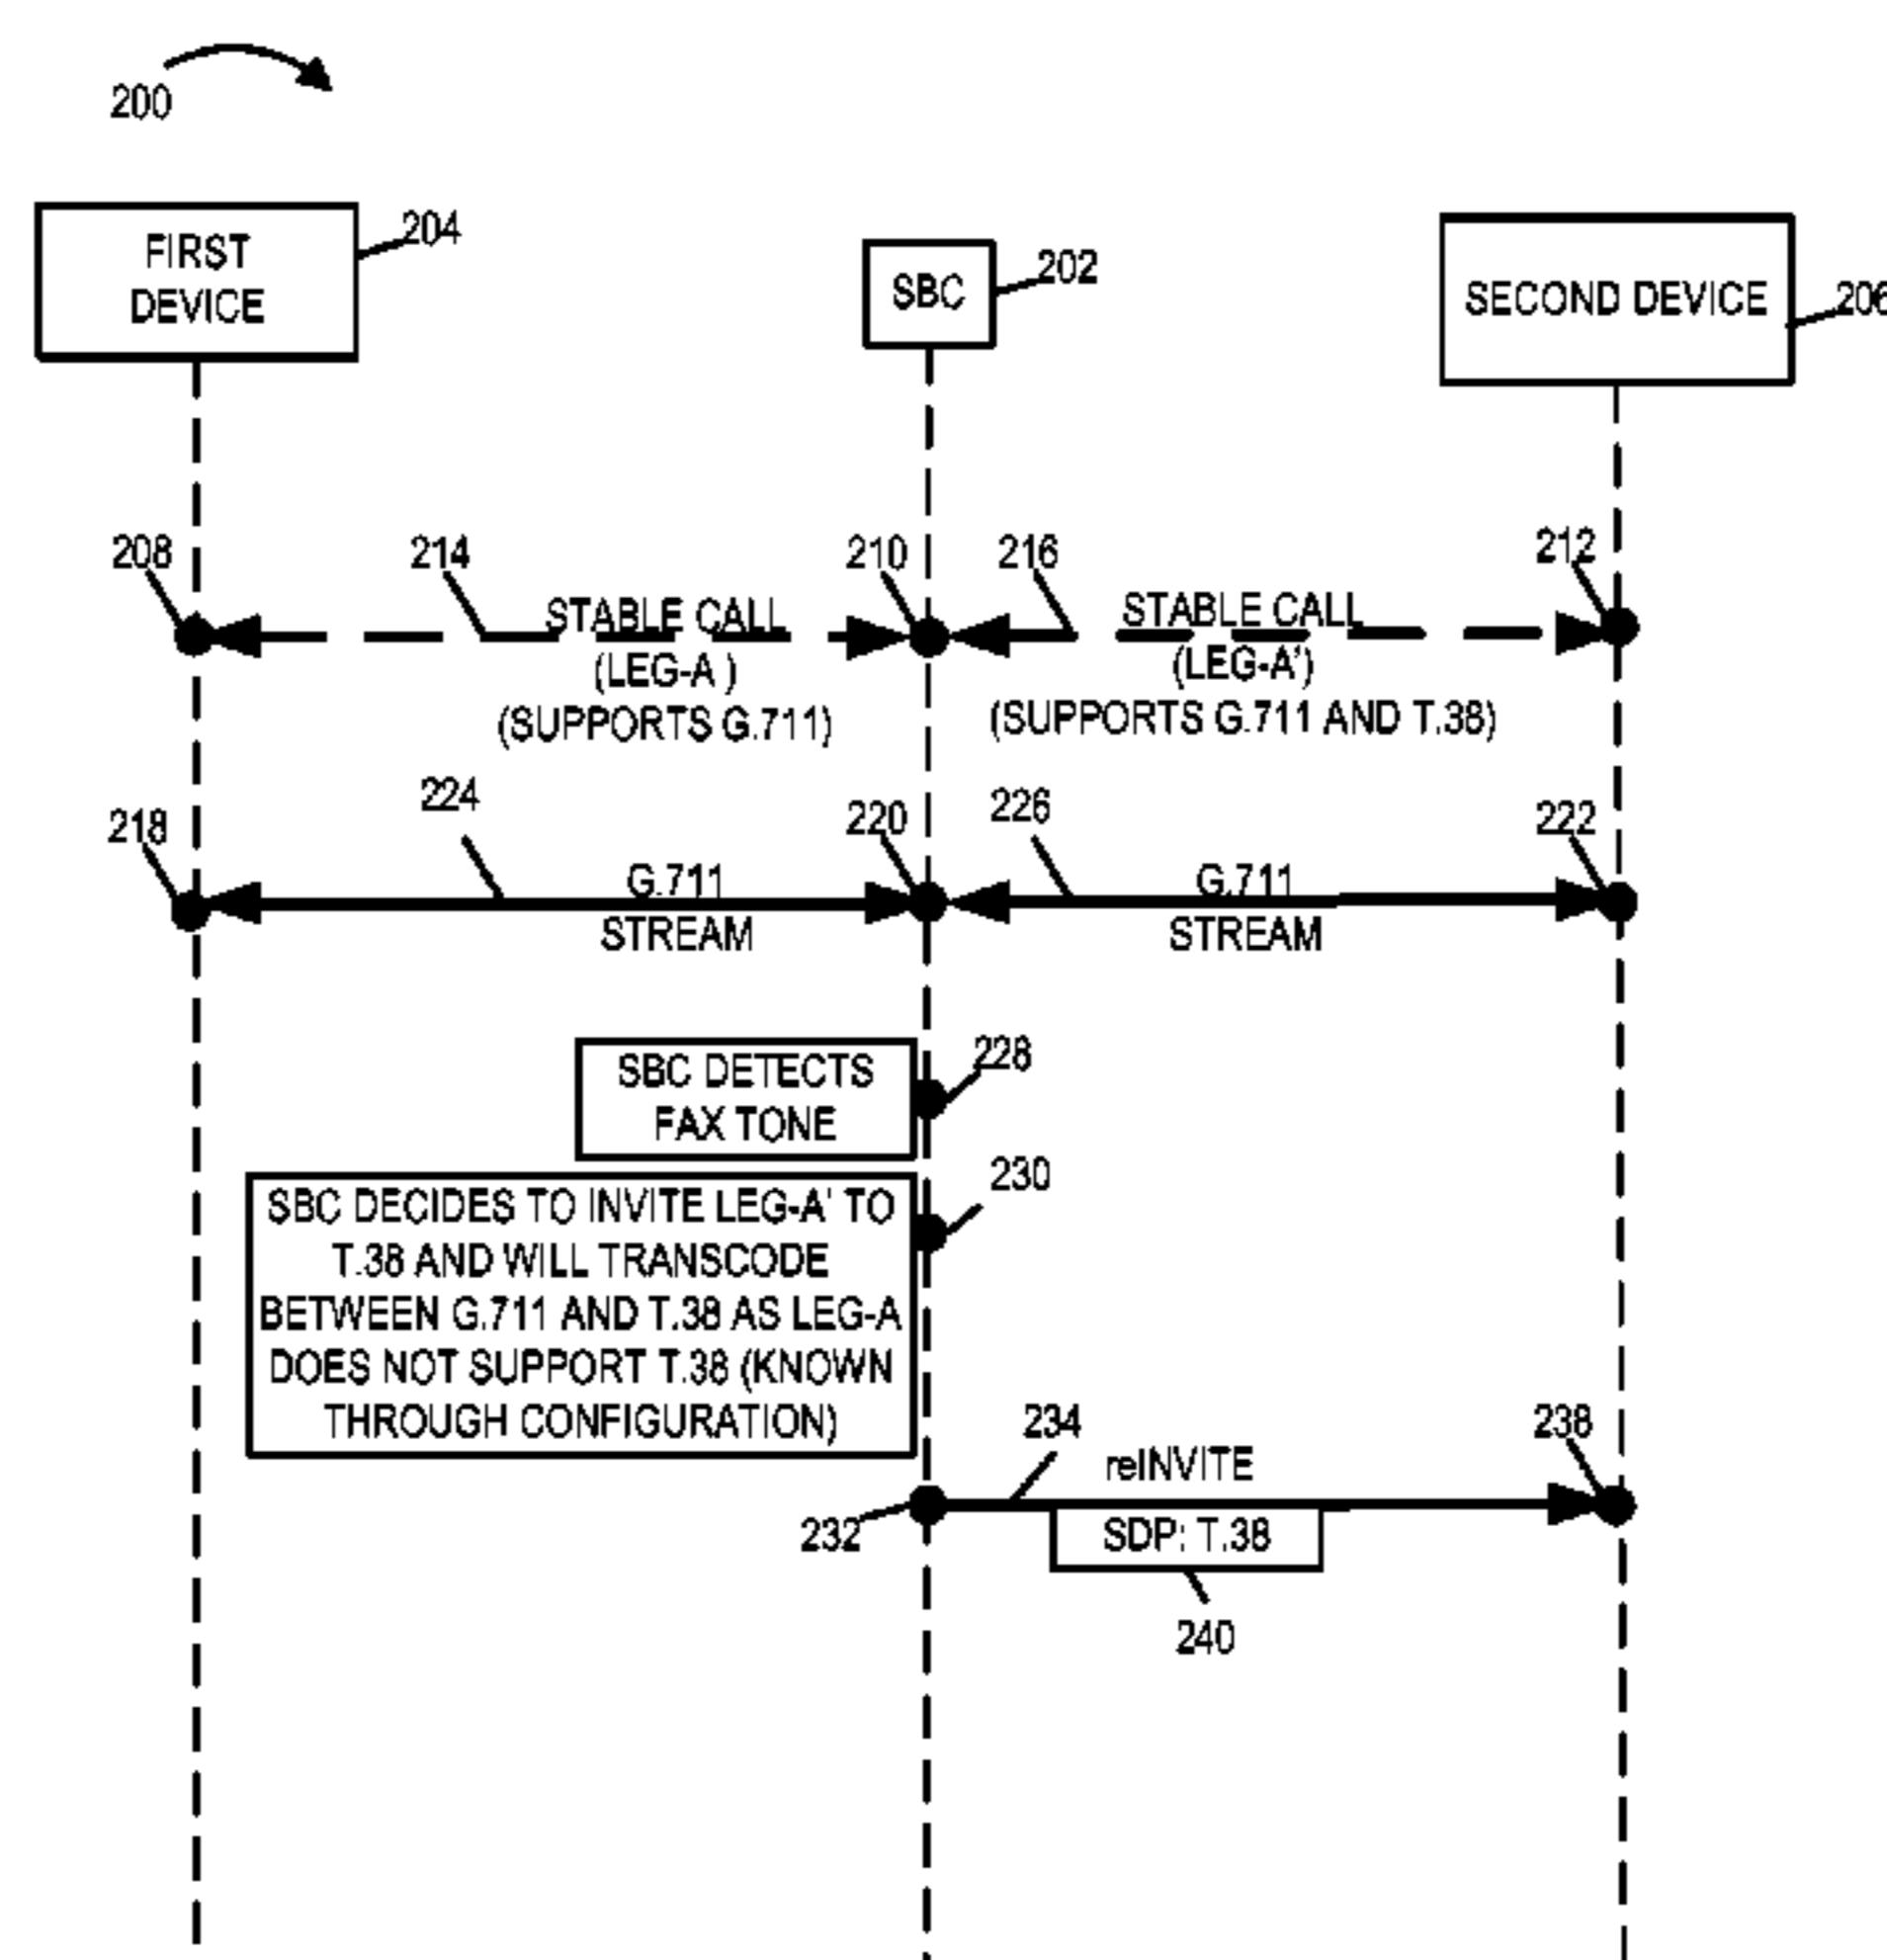 200
FIRST
DEVICE
204
SBC
202
SECOND DEVICE
206
208
214
210
216
212
STABLE CALL
(LEG-A )
(SUPPORTS G.711)
STABLE CALL
(LEG-A')
(SUPPORTS G.711 AND T.38)
218
224
220
226
222
G.711
STREAM
G.711
STREAM
SBC DETECTS
FAX TONE
228
230
SBC DECIDES TO INVITE LEG-A' TO
T.38 AND WILL TRANSCODE
BETWEEN G.711 AND T.38 AS LEG-A
DOES NOT SUPPORT T.38 (KNOWN
THROUGH CONFIGURATION)
234
reINVITE
238
232
SDP: T.38
240